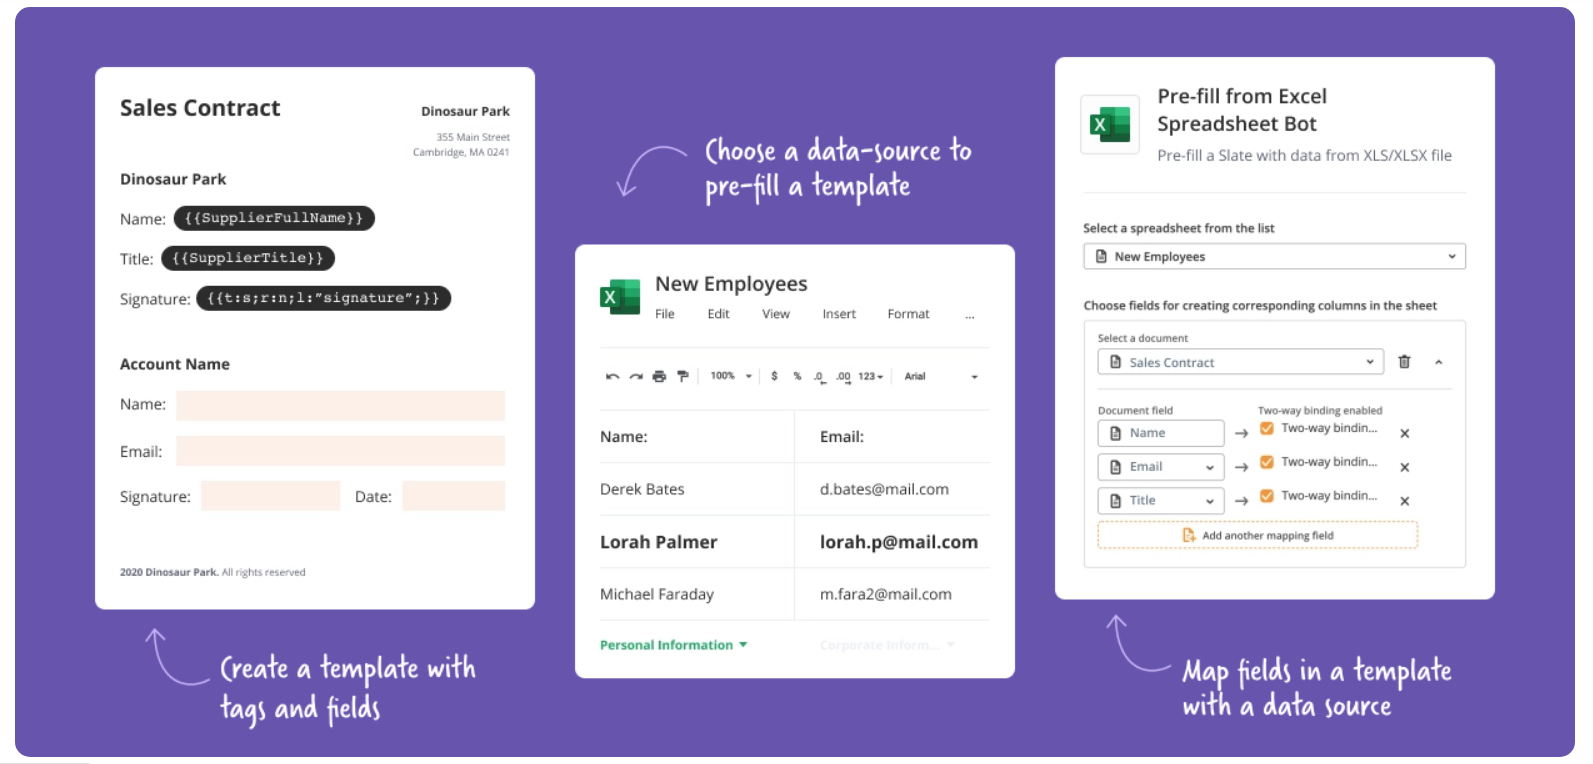 Sales Contract
Dinosaur Park
355 Main Street
Cambridge, MA 0241
Dinosaur Park
Name: {{SupplierFullName}}
Title: {{SupplierTitle}}
Signature: {{t:s;r:n;l:"signature";}}
Account Name
Name:
Email:
Signature: Date:
2020 Dinosaur Park. All rights reserved
Create a template with
tags and fields
Choose a data-source to
pre-fill a template
X
New Employees
File Edit View Insert Format ...
100% $ % .0 .00 123 Arial
Name: Email:
Derek Bates d.bates@mail.com
Lorah Palmer lorah.p@mail.com
Michael Faraday m.fara2@mail.com
Personal Information Corporate Inform...
X
Pre-fill from Excel
Spreadsheet Bot
Pre-fill a Slate with data from XLS/XLSX file
Select a spreadsheet from the list
New Employees
Choose fields for creating corresponding columns in the sheet
Select a document
Sales Contract
Document field Two-way binding enabled
Name → Two-way bindin... ×
Email → Two-way bindin... ×
Title → Two-way bindin... ×
Add another mapping field
Map fields in a template
with a data source